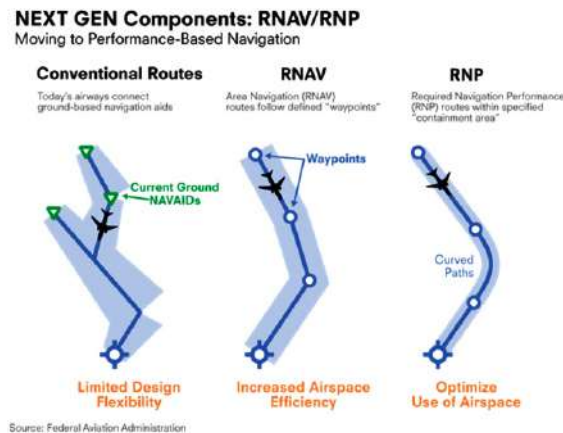 NEXT GEN Components: RNAV/RNP
Moving to Performance-Based Navigation
Conventional Routes
Today's airways connect
ground-based navigation aids
Current Ground
NAVAIDs
Limited Design
Flexibility
RNAV
Area Navigation (RNAV)
routes follow defined "waypoints"
Waypoints
Increased Airspace
Efficiency
RNP
Required Navigation Performance
(RNP) routes within specified
"containment area"
Curved
Paths
Optimize
Use of Airspace
Source: Federal Aviation Administration